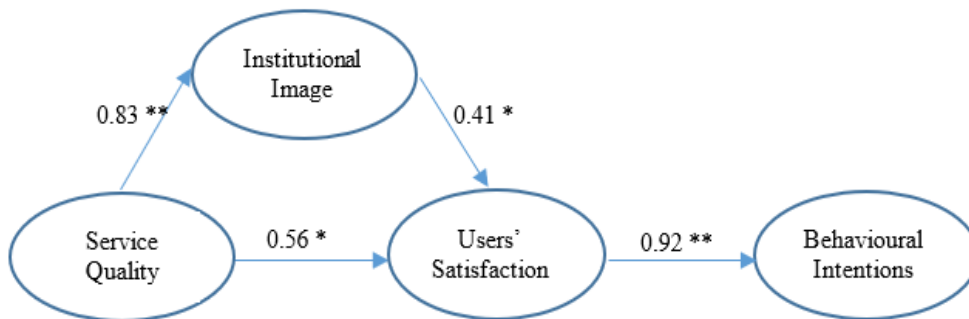 Institutional
Image
0.83 **
0.41 *
Service
Quality
0.56 *
Users’
Satisfaction
0.92 **
Behavioural
Intentions